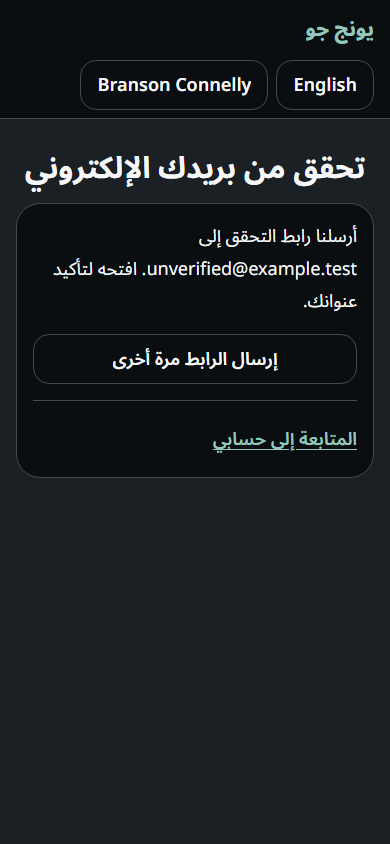 يونج جو
English
Branson Connelly
تحقق من بريدك الإلكتروني
أرسلنا رابط التحقق إلى
unverified@example.test. افتحه لتأكيد
عنوانك.
إرسال الرابط مرة أخرى
المتابعة إلى حسابي